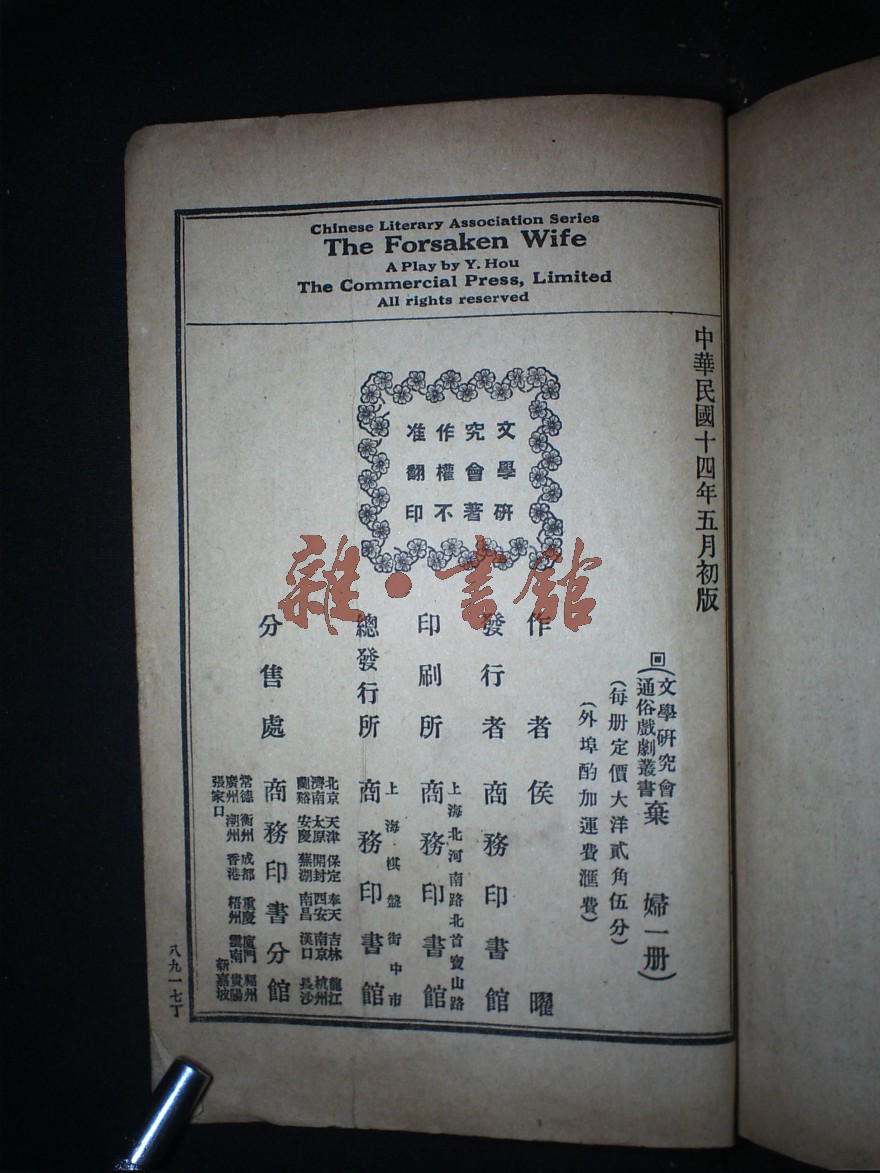 Chinese Literary Association Series
The Forsaken Wife
A Play by Y. Hou
The Commercial Press, Limited
All rights reserved
中華民國十四年五月初版
文學研
究會著
作權不
准翻印
回(文學研究會
通俗戲劇叢書棄婦一册)
(每册定價大洋貳角伍分)
(外埠酌加運費滙費)
作者侯曜
發行者商務印書館
印刷所商務印書館
上海北河南路北首寶山路
總發行所商務印書館
上海棋盤街中市
分售處商務印書分館
北京天津保定奉天吉林龍江
濟南太原開封西安南京杭州
蘭谿安慶蕪湖南昌漢口長沙
常德衡州成都重慶廈門福州
廣州潮州香港梧州雲南貴陽
張家口新嘉坡
八九一七丁
雜·書館